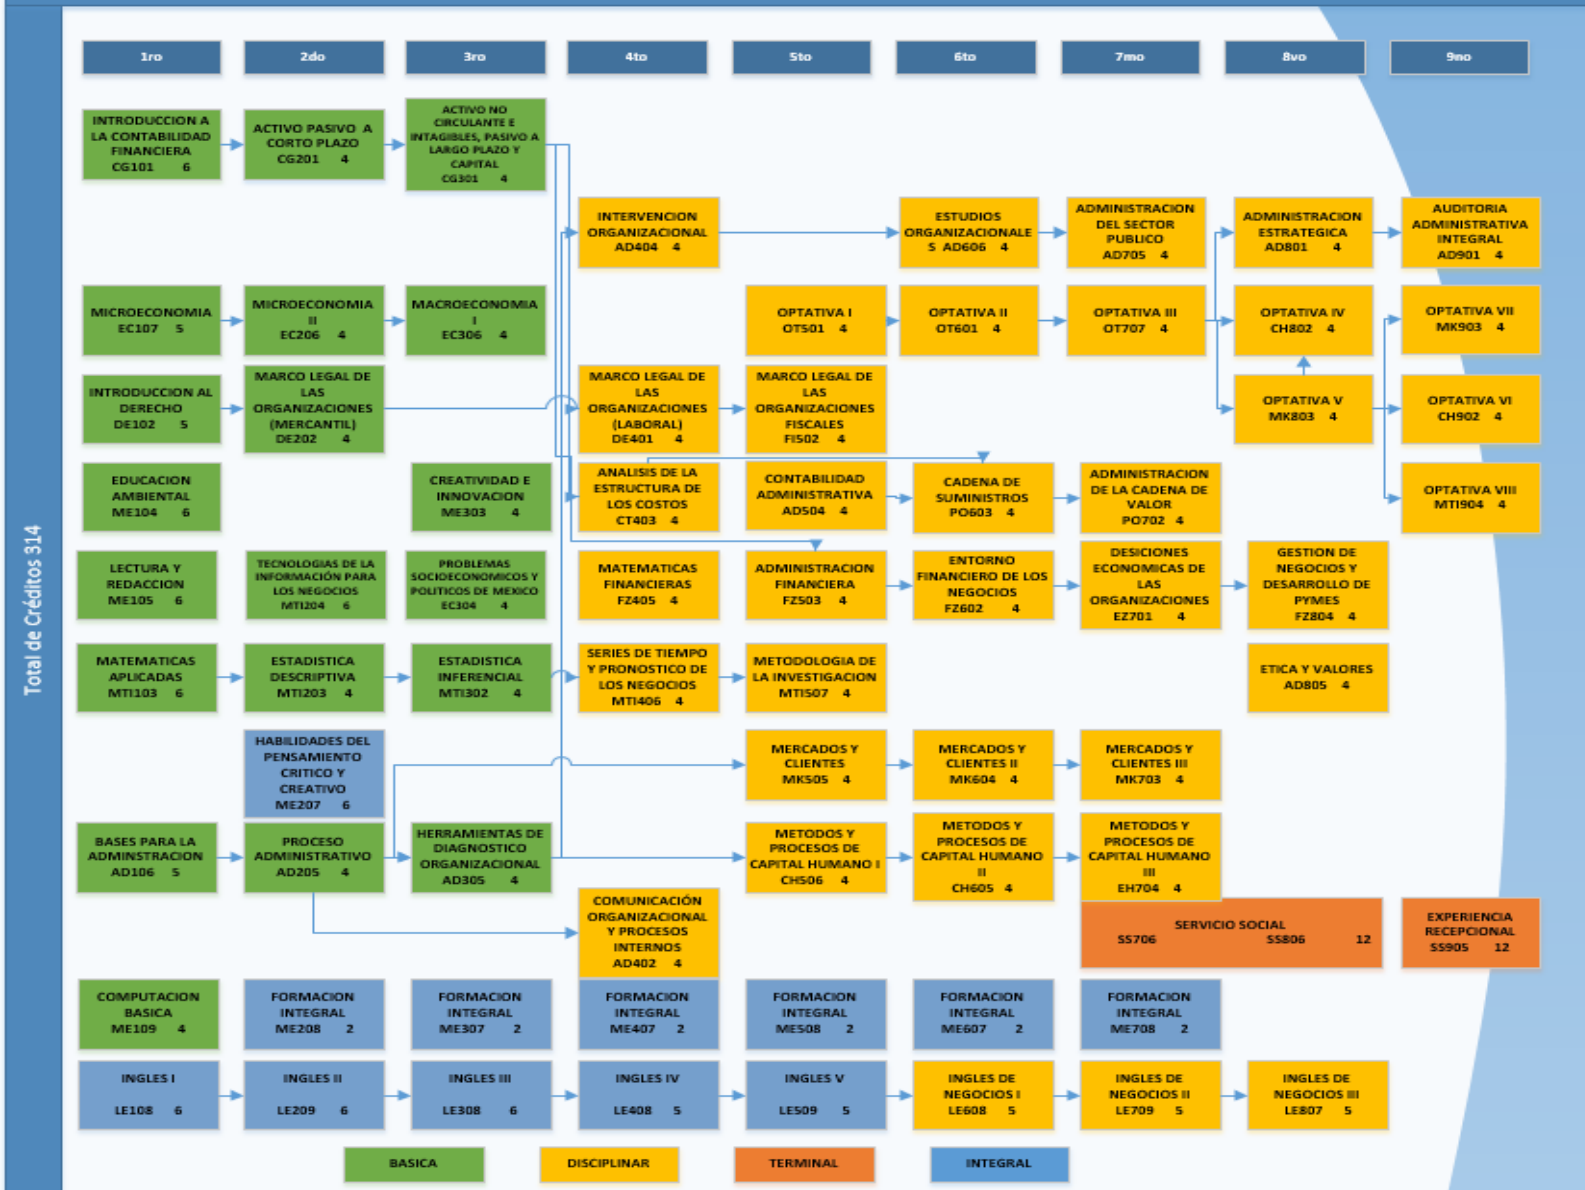 Total de Créditos 314
1ro
2do
3ro
4to
5to
6to
7mo
8vo
9no
INTRODUCCION A
LA CONTABILIDAD
FINANCIERA
CG101 6
ACTIVO PASIVO A
CORTO PLAZO
CG201 4
ACTIVO NO
CIRCULANTE E
INTAGIBLES, PASIVO A
LARGO PLAZO Y
CAPITAL
CG301 4
INTERVENCION
ORGANIZACIONAL
AD404 4
ESTUDIOS
ORGANIZACIONALE
S AD606 4
ADMINISTRACION
DEL SECTOR
PUBLICO
AD705 4
ADMINISTRACION
ESTRATEGICA
AD801 4
AUDITORIA
ADMINISTRATIVA
INTEGRAL
AD901 4
MICROECONOMIA
EC107 5
MICROECONOMIA
II
EC206 4
MACROECONOMIA
I
EC306 4
OPTATIVA I
OT501 4
OPTATIVA II
OT601 4
OPTATIVA III
OT707 4
OPTATIVA IV
CH802 4
OPTATIVA VII
MK903 4
INTRODUCCION AL
DERECHO
DE102 5
MARCO LEGAL DE
LAS
ORGANIZACIONES
(MERCANTIL)
DE202 4
MARCO LEGAL DE
LAS
ORGANIZACIONES
(LABORAL)
DE401 4
MARCO LEGAL DE
LAS
ORGANIZACIONES
FISCALES
FI502 4
OPTATIVA V
MK803 4
OPTATIVA VI
CH902 4
EDUCACION
AMBIENTAL
ME104 6
CREATIVIDAD E
INNOVACION
ME303 4
ANALISIS DE LA
ESTRUCTURA DE
LOS COSTOS
CT403 4
CONTABILIDAD
ADMINISTRATIVA
AD504 4
CADENA DE
SUMINISTROS
PO603 4
ADMINISTRACION
DE LA CADENA DE
VALOR
PO702 4
OPTATIVA VIII
MTI904 4
LECTURA Y
REDACCION
ME105 6
TECNOLOGIAS DE LA
INFORMACIÓN PARA
LOS NEGOCIOS
MTI204 6
PROBLEMAS
SOCIOECONOMICOS Y
POLITICOS DE MEXICO
EC304 4
MATEMATICAS
FINANCIERAS
FZ405 4
ADMINISTRACION
FINANCIERA
FZ503 4
ENTORNO
FINANCIERO DE LOS
NEGOCIOS
FZ602 4
DESICIONES
ECONOMICAS DE
LAS
ORGANIZACIONES
EZ701 4
GESTION DE
NEGOCIOS Y
DESARROLLO DE
PYMES
FZ804 4
MATEMATICAS
APLICADAS
MTI103 6
ESTADISTICA
DESCRIPTIVA
MTI203 4
ESTADISTICA
INFERENCIAL
MTI302 4
SERIES DE TIEMPO
Y PRONOSTICO DE
LOS NEGOCIOS
MTI406 4
METODOLOGIA DE
LA INVESTIGACION
MTI507 4
ETICA Y VALORES
AD805 4
HABILIDADES DEL
PENSAMIENTO
CRITICO Y
CREATIVO
ME207 6
MERCADOS Y
CLIENTES
MK505 4
MERCADOS Y
CLIENTES II
MK604 4
MERCADOS Y
CLIENTES III
MK703 4
BASES PARA LA
ADMINSTRACION
AD106 5
PROCESO
ADMINISTRATIVO
AD205 4
HERRAMIENTAS DE
DIAGNOSTICO
ORGANIZACIONAL
AD305 4
METODOS Y
PROCESOS DE
CAPITAL HUMANO I
CH506 4
METODOS Y
PROCESOS DE
CAPITAL HUMANO
II
CH605 4
METODOS Y
PROCESOS DE
CAPITAL HUMANO
III
EH704 4
COMUNICACIÓN
ORGANIZACIONAL
Y PROCESOS
INTERNOS
AD402 4
SERVICIO SOCIAL
SS706 SS806 12
EXPERIENCIA
RECEPCIONAL
SS905 12
COMPUTACION
BASICA
ME109 4
FORMACION
INTEGRAL
ME208 2
FORMACION
INTEGRAL
ME307 2
FORMACION
INTEGRAL
ME407 2
FORMACION
INTEGRAL
ME508 2
FORMACION
INTEGRAL
ME607 2
FORMACION
INTEGRAL
ME708 2
INGLES I
LE108 6
INGLES II
LE209 6
INGLES III
LE308 6
INGLES IV
LE408 5
INGLES V
LE509 5
INGLES DE
NEGOCIOS I
LE608 5
INGLES DE
NEGOCIOS II
LE709 5
INGLES DE
NEGOCIOS III
LE807 5
BASICA
DISCIPLINAR
TERMINAL
INTEGRAL